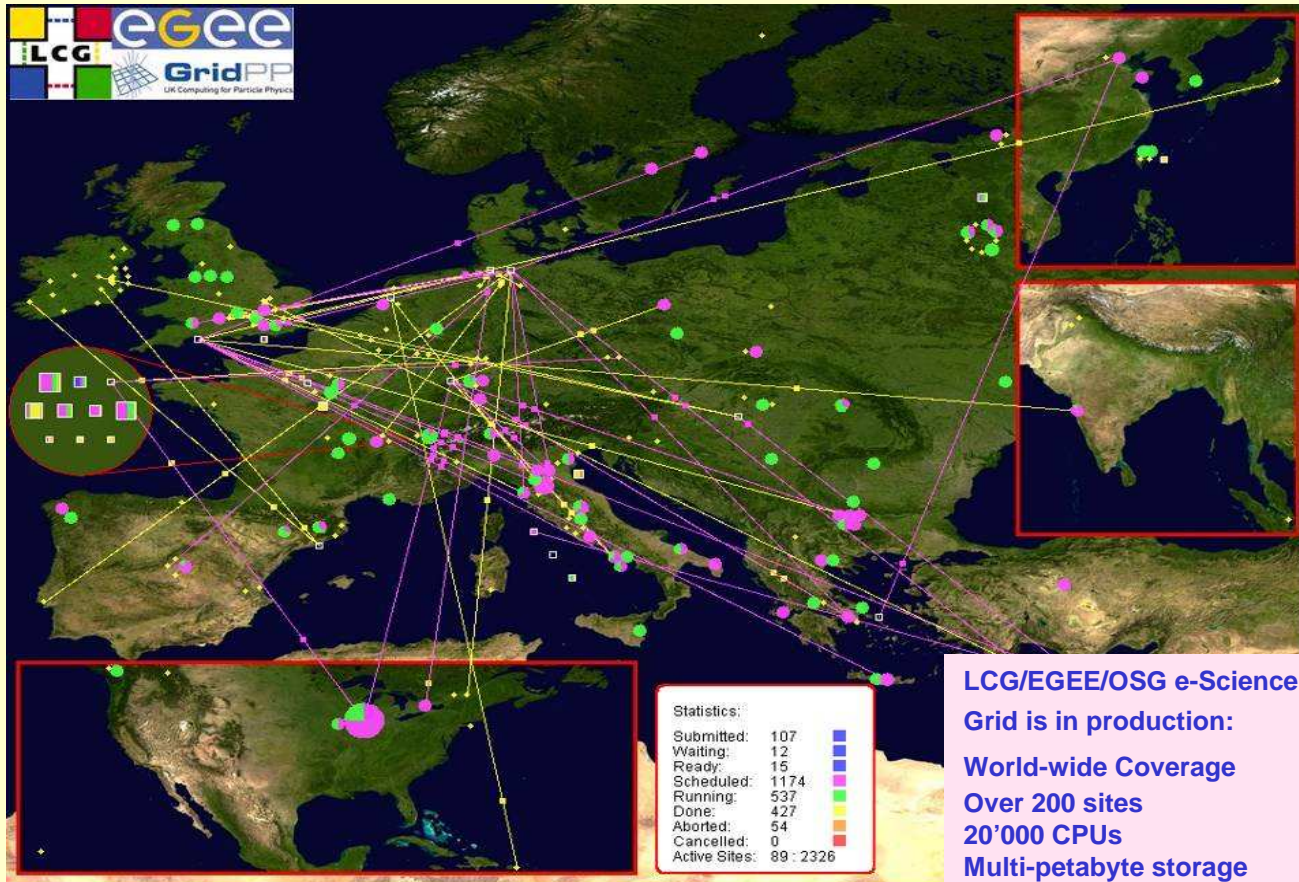 LCG
egee
GridPP
UK Computing for Particle Physics
Statistics:
Submitted: 107
Waiting: 12
Ready: 15
Scheduled: 1174
Running: 537
Done: 427
Aborted: 54
Cancelled: 0
Active Sites: 89 : 2326
LCG/EGEE/OSG e-Science
Grid is in production:
World-wide Coverage
Over 200 sites
20’000 CPUs
Multi-petabyte storage